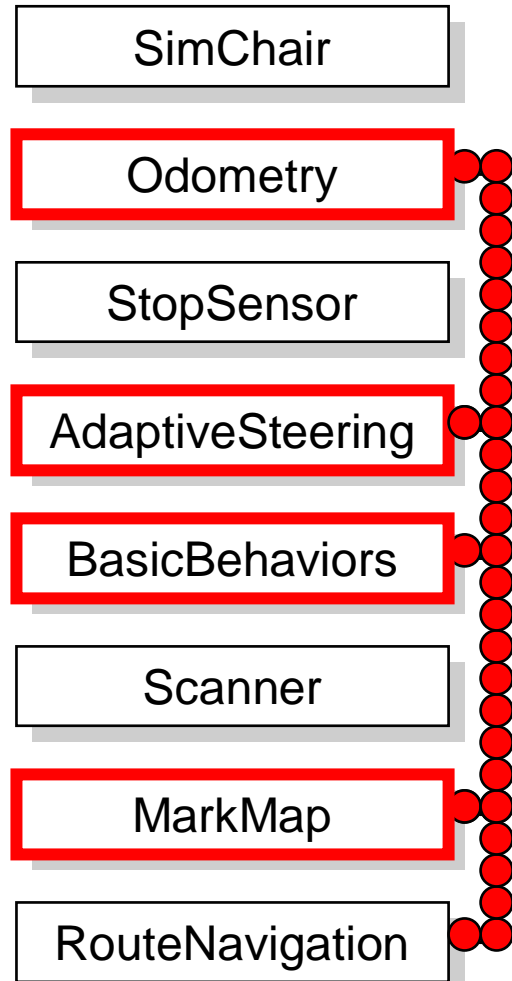 SimChair
Odometry
StopSensor
AdaptiveSteering
BasicBehaviors
Scanner
MarkMap
RouteNavigation